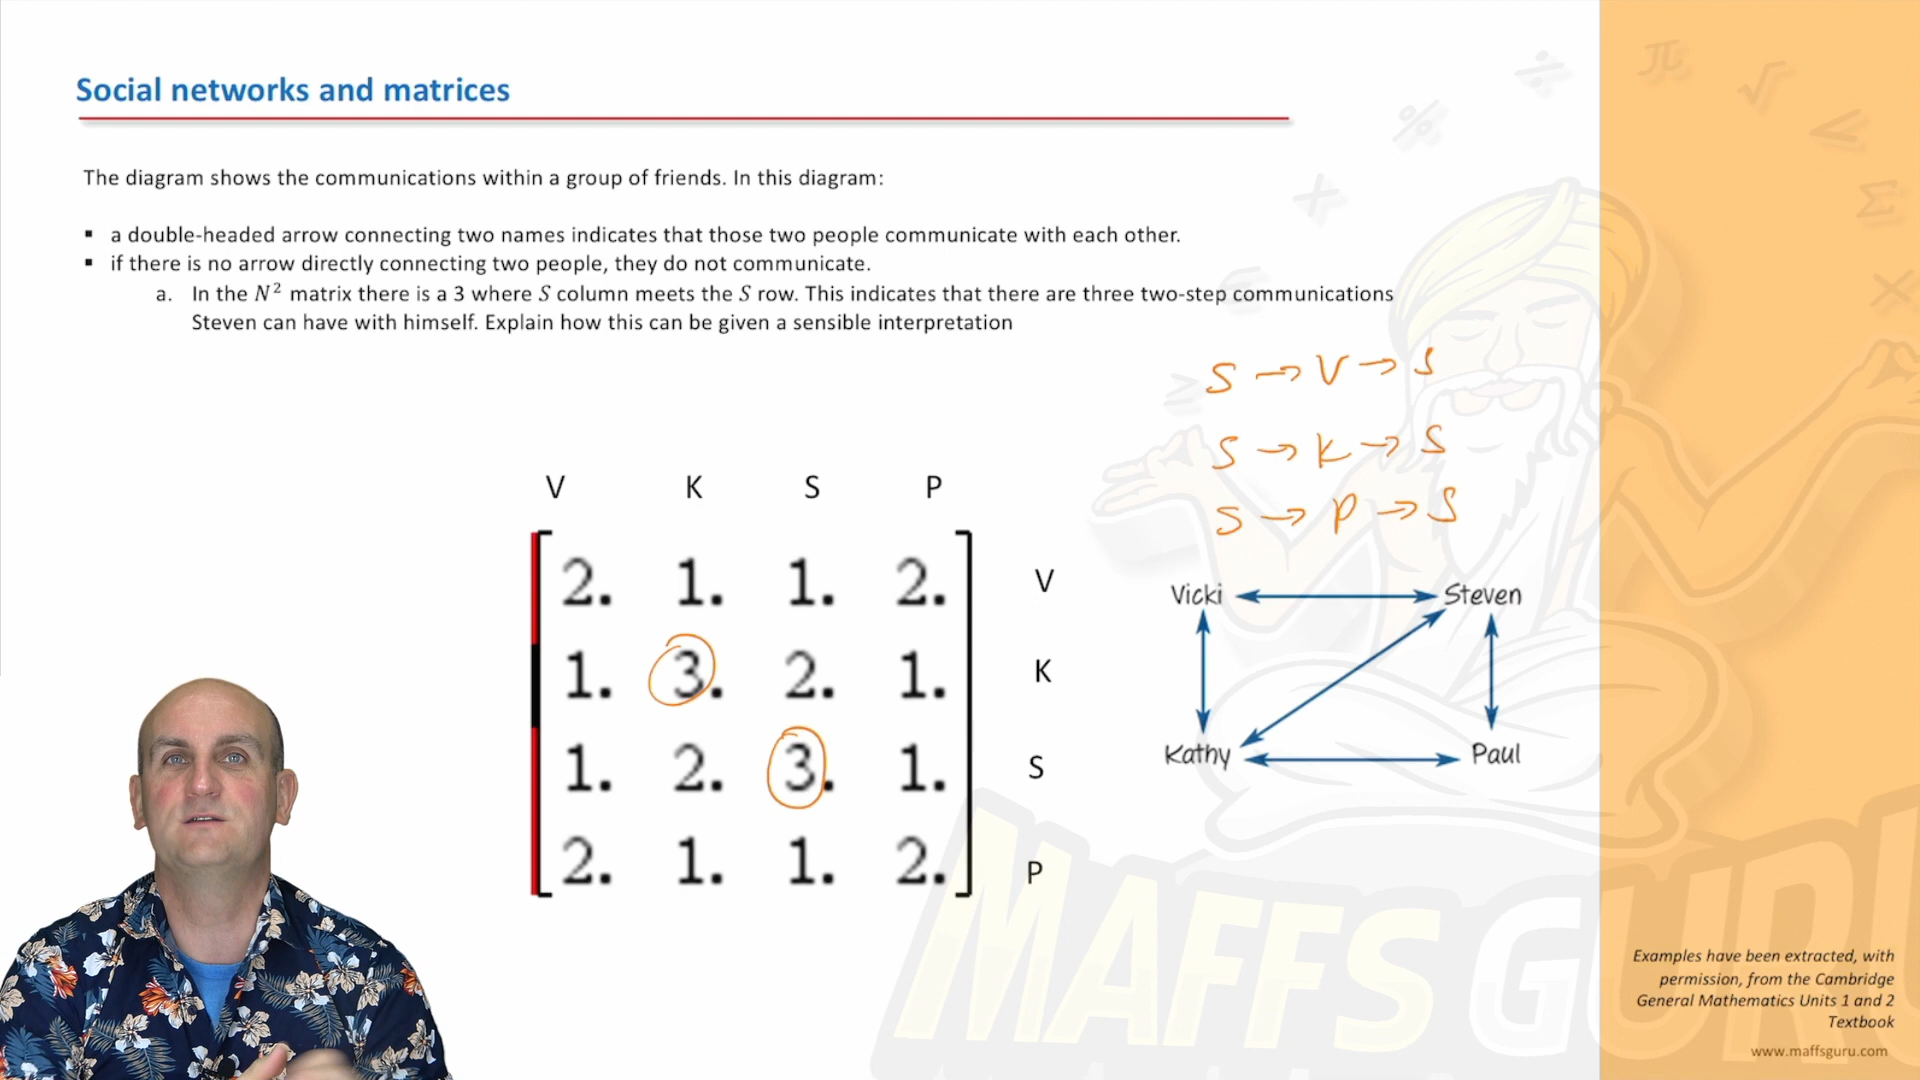 Social networks and matrices
The diagram shows the communications within a group of friends. In this diagram:
▪ a double-headed arrow connecting two names indicates that those two people communicate with each other.
▪ if there is no arrow directly connecting two people, they do not communicate.
a. In the N² matrix there is a 3 where S column meets the S row. This indicates that there are three two-step communications
Steven can have with himself. Explain how this can be given a sensible interpretation
S → V → S
S → K → S
S → P → S
V K S P
2. 1. 1. 2. V
1. 3. 2. 1. K
1. 2. 3. 1. S
2. 1. 1. 2. P
Vicki Steven
Kathy Paul
MAFFS GURU
Examples have been extracted, with
permission, from the Cambridge
General Mathematics Units 1 and 2
Textbook
www.maffsguru.com